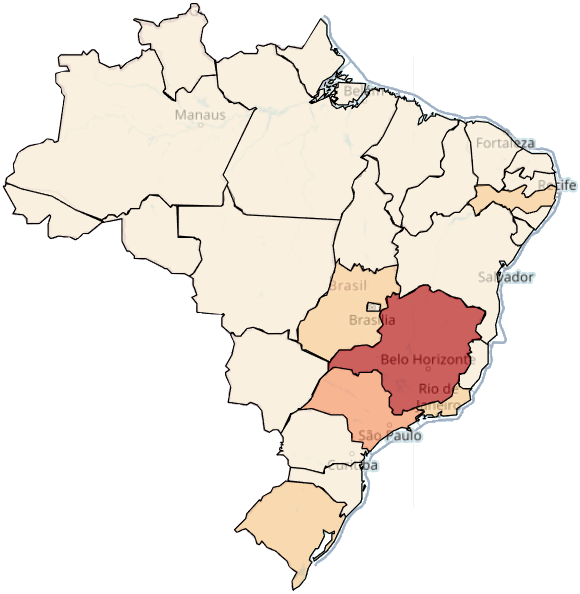 Belém
Manaus
Fortaleza
Recife
Salvador
Brasil
Brasília
Belo Horizonte
Rio de
Janeiro
São Paulo
Curitiba